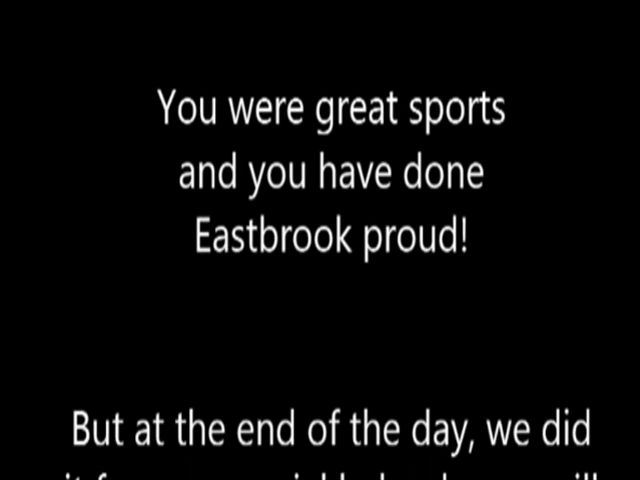 You were great sports
and you have done
Eastbrook proud!
But at the end of the day, we did